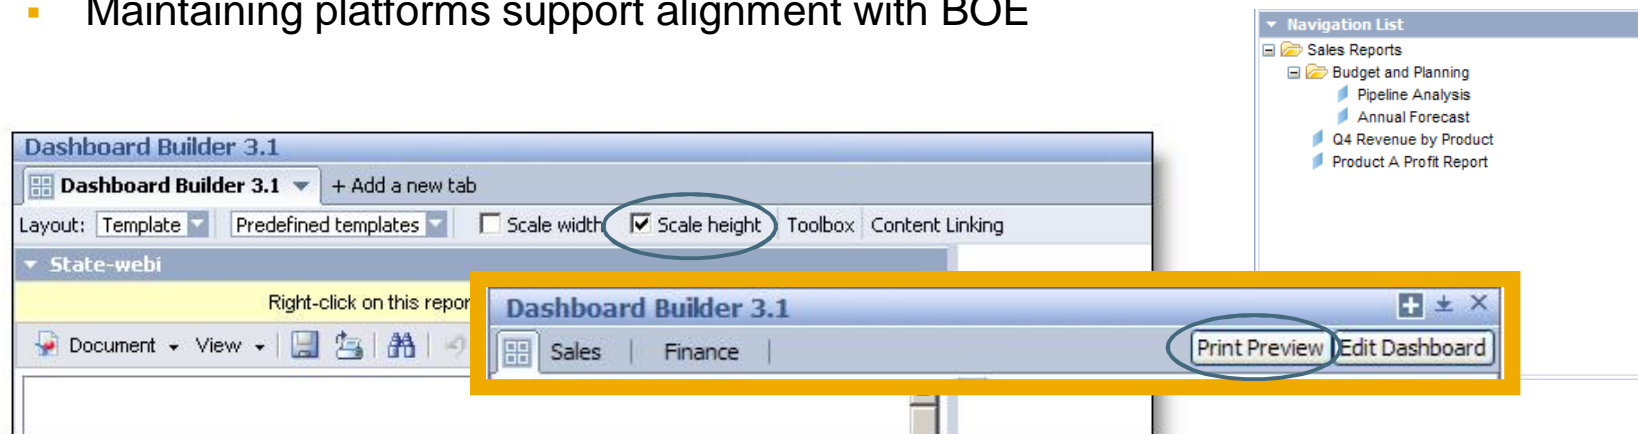 Maintaining platforms support alignment with BOE
Navigation List
Sales Reports
Budget and Planning
Pipeline Analysis
Annual Forecast
Q4 Revenue by Product
Product A Profit Report
Dashboard Builder 3.1
Dashboard Builder 3.1 + Add a new tab
Layout: Template Predefined templates Scale width Scale height Toolbox Content Linking
State-webi
Right-click on this repor
Document View
Dashboard Builder 3.1
Sales | Finance | Print Preview Edit Dashboard